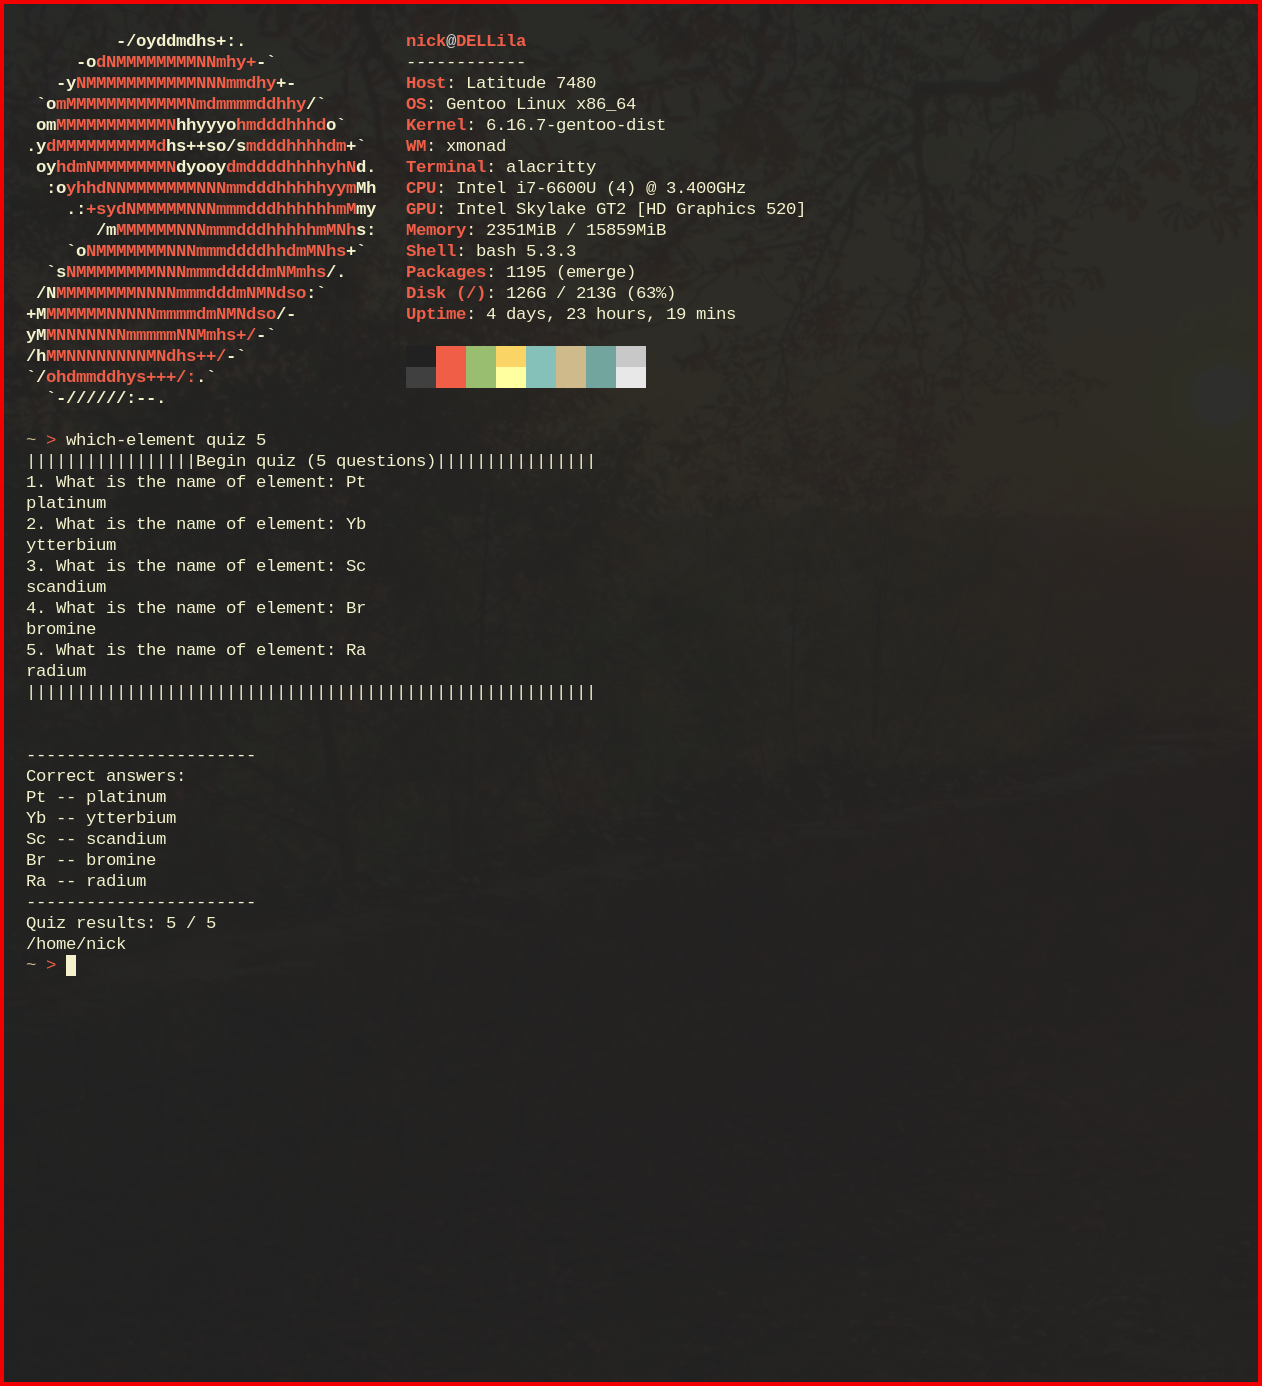 -/oyddmdhs+:.                nick@DELLila
     -odNMMMMMMMMNNmhy+-`             ------------
   -yNMMMMMMMMMMMNNNmmdhy+-           Host: Latitude 7480
 `omMMMMMMMMMMMMNmdmmmmddhhy/`        OS: Gentoo Linux x86_64
 omMMMMMMMMMMMMNhhyyyohmdddhhhdo`      Kernel: 6.16.7-gentoo-dist
.ydMMMMMMMMMMdhs++so/smdddhhhhdm+`    WM: xmonad
 oyhdmNMMMMMMMNdyooydmddddhhhhyhNd.   Terminal: alacritty
  :oyhhdNNMMMMMMMNNNmmdddhhhhhyymMh   CPU: Intel i7-6600U (4) @ 3.400GHz
    .:+sydNMMMMMNNNmmmdddhhhhhhmMmy   GPU: Intel Skylake GT2 [HD Graphics 520]
       /mMMMMMMNNNmmmdddhhhhhmMNhs:   Memory: 2351MiB / 15859MiB
    `oNMMMMMMMNNNmmmddddhhdmMNhs+`    Shell: bash 5.3.3
  `sNMMMMMMMMNNNmmmdddddmNMmhs/.      Packages: 1195 (emerge)
 /NMMMMMMMMNNNNmmmdddmNMNdso:`        Disk (/): 126G / 213G (63%)
+MMMMMMMNNNNNmmmmdmNMNdso/-           Uptime: 4 days, 23 hours, 19 mins
yMMNNNNNNNmmmmmNNMmhs+/-`
/hMMNNNNNNNNMNdhs++/-`
`/ohdmmddhys+++/:.`
  `-//////:--.
~ > which-element quiz 5
|||||||||||||||||Begin quiz (5 questions)||||||||||||||||
1. What is the name of element: Pt
platinum
2. What is the name of element: Yb
ytterbium
3. What is the name of element: Sc
scandium
4. What is the name of element: Br
bromine
5. What is the name of element: Ra
radium
|||||||||||||||||||||||||||||||||||||||||||||||||||||||||
-----------------------
Correct answers:
Pt -- platinum
Yb -- ytterbium
Sc -- scandium
Br -- bromine
Ra -- radium
-----------------------
Quiz results: 5 / 5
/home/nick
~ >